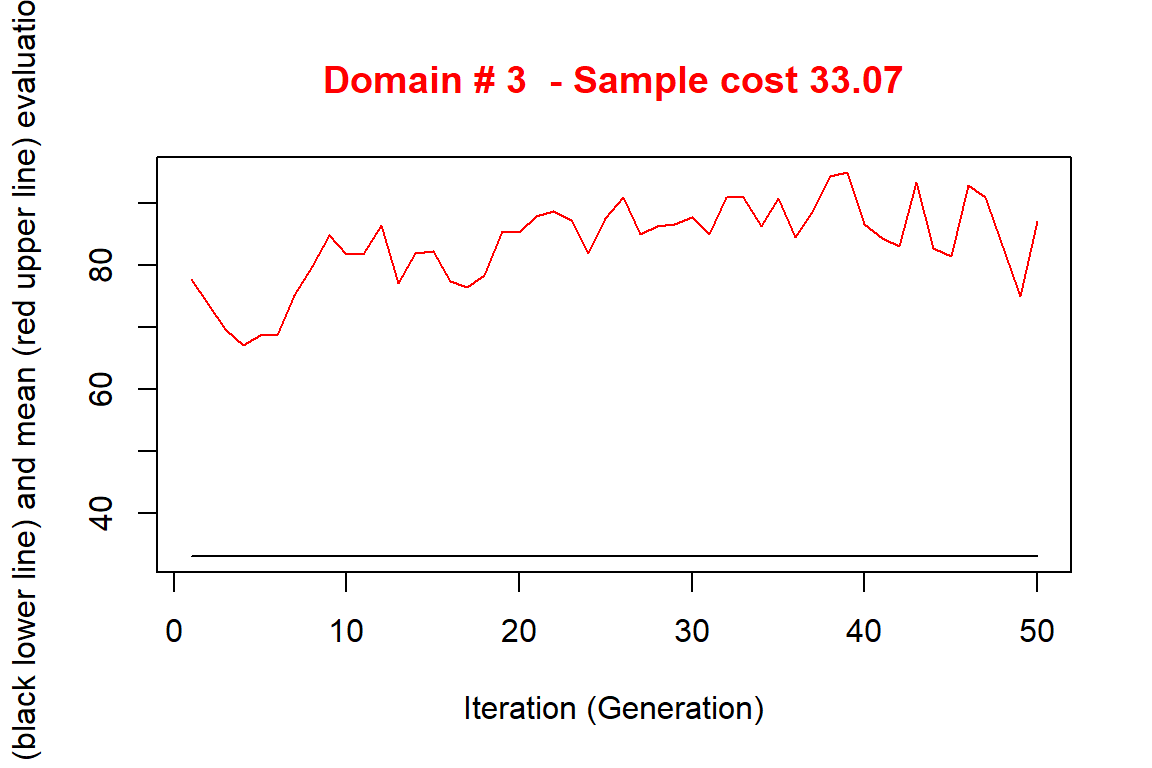 Domain # 3 - Sample cost 33.07
(black lower line) and mean (red upper line) evaluatio
80
60
40
0 10 20 30 40 50
Iteration (Generation)